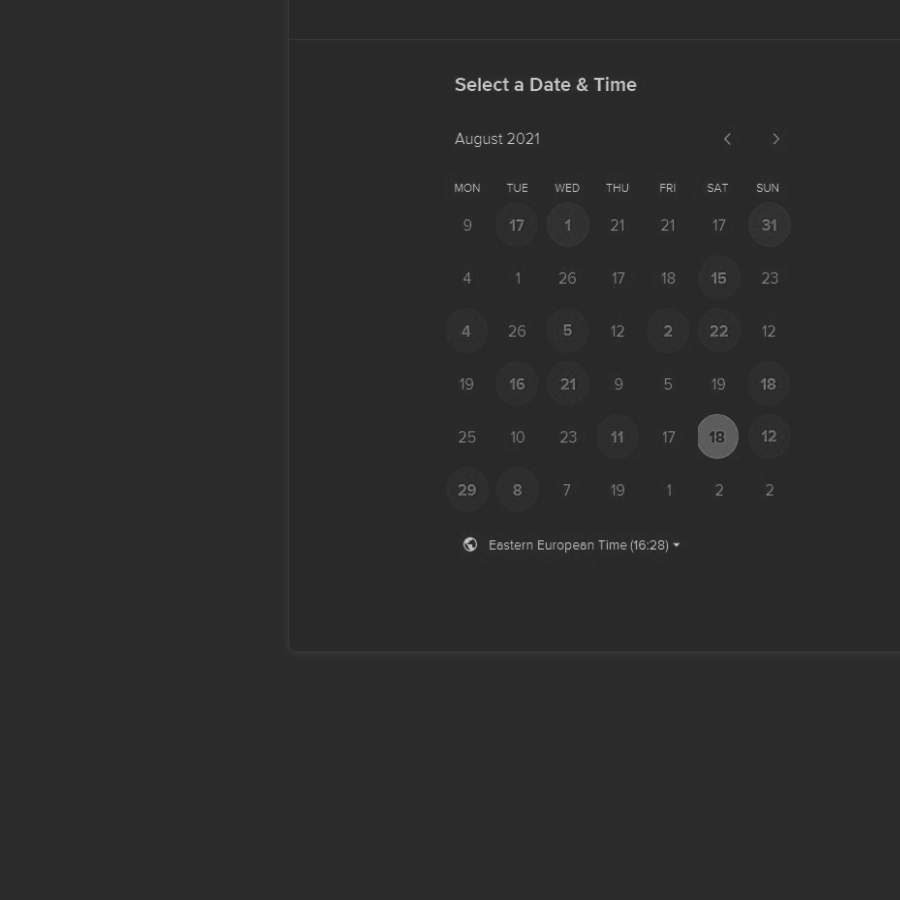 Select a Date & Time
August 2021
MON TUE WED THU FRI SAT SUN
9 17 1 21 21 17 31
4 1 26 17 18 15 23
4 26 5 12 2 22 12
19 16 21 9 5 19 18
25 10 23 11 17 18 12
29 8 7 19 1 2 2
Eastern European Time (16:28)